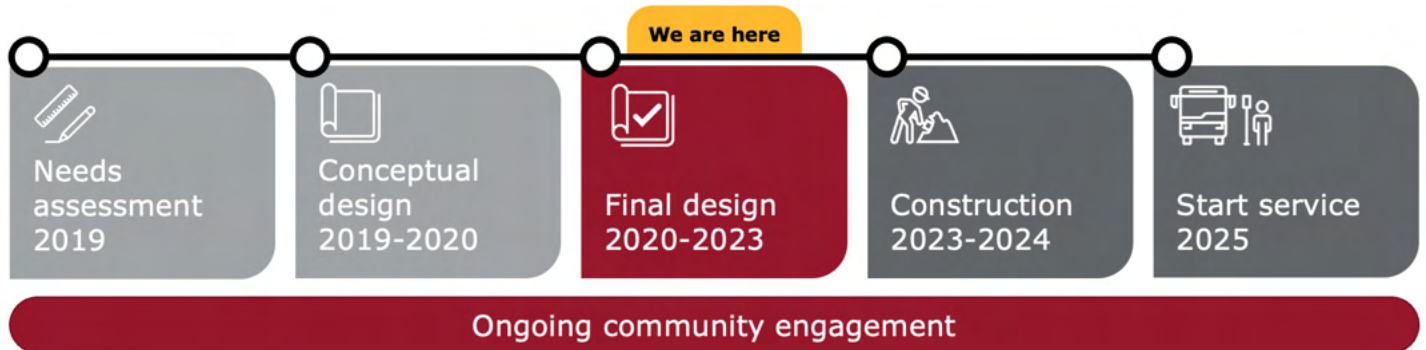 We are here
Needs
assessment
2019
Conceptual
design
2019-2020
Final design
2020-2023
Construction
2023-2024
Start service
2025
Ongoing community engagement